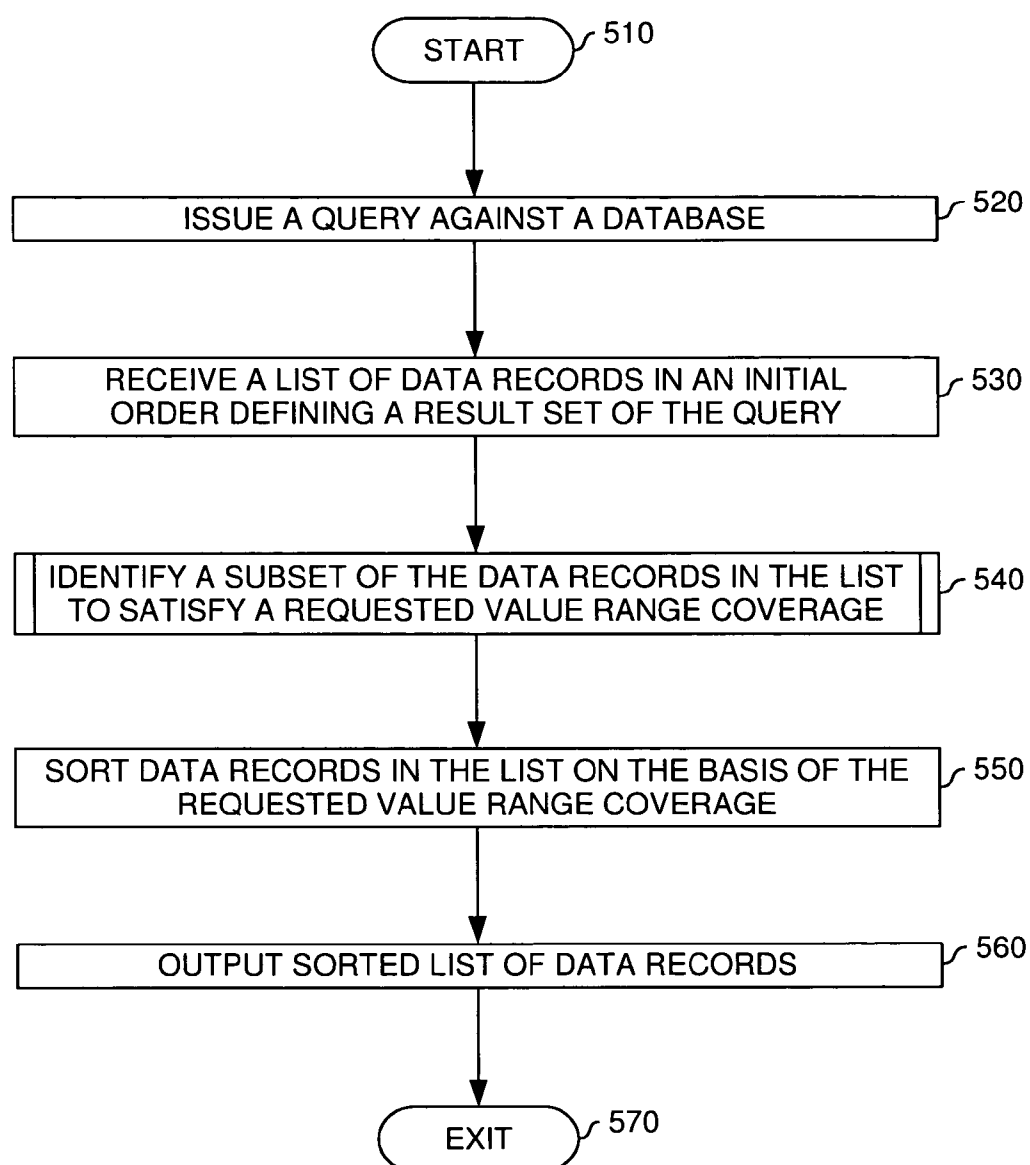 START
510
ISSUE A QUERY AGAINST A DATABASE
520
RECEIVE A LIST OF DATA RECORDS IN AN INITIAL
ORDER DEFINING A RESULT SET OF THE QUERY
530
IDENTIFY A SUBSET OF THE DATA RECORDS IN THE LIST
TO SATISFY A REQUESTED VALUE RANGE COVERAGE
540
SORT DATA RECORDS IN THE LIST ON THE BASIS OF THE
REQUESTED VALUE RANGE COVERAGE
550
OUTPUT SORTED LIST OF DATA RECORDS
560
EXIT
570